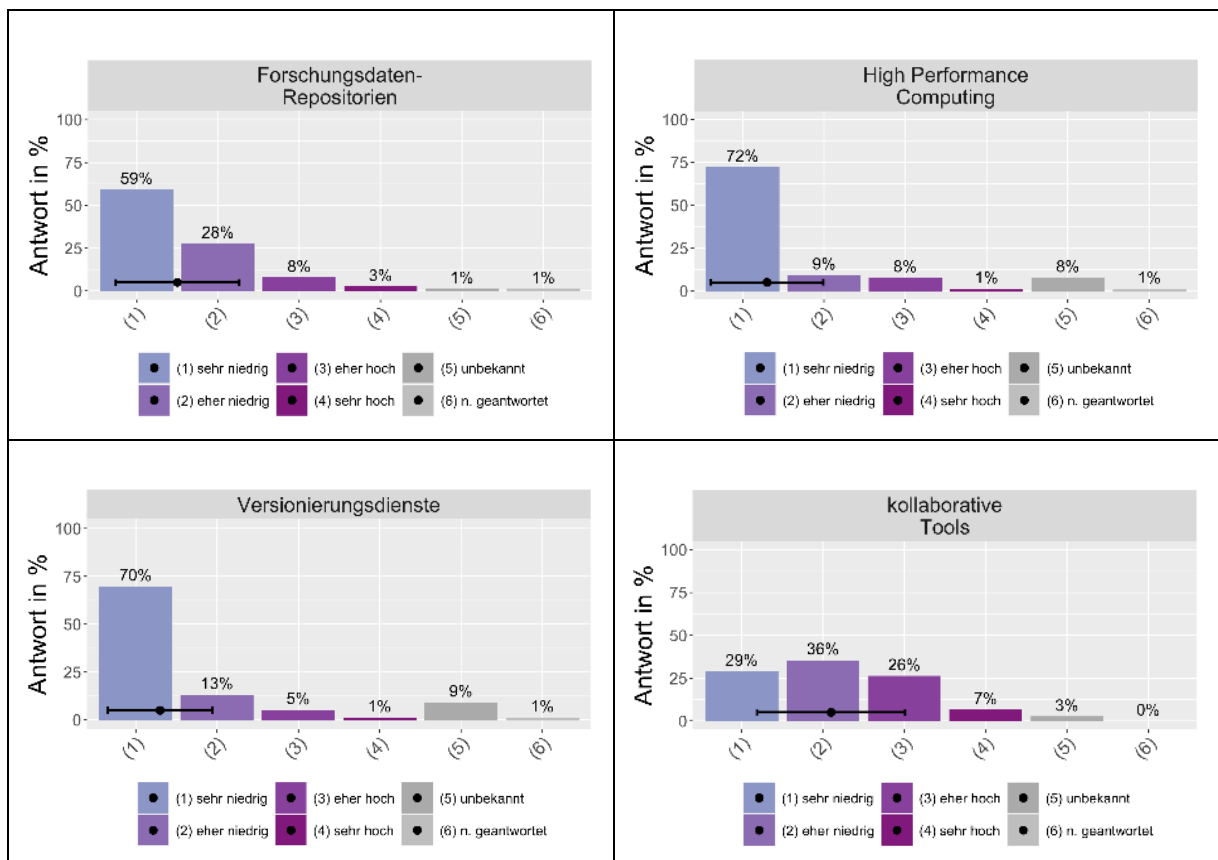 Forschungsdaten-
Repositorien
Antwort in %
100
75
50
25
0
59%
28%
8%
3%
1%
1%
(1)
(2)
(3)
(4)
(5)
(6)
(1) sehr niedrig
(3) eher hoch
(5) unbekannt
(2) eher niedrig
(4) sehr hoch
(6) n. geantwortet
High Performance
Computing
Antwort in %
100
75
50
25
0
72%
9%
8%
1%
8%
1%
(1)
(2)
(3)
(4)
(5)
(6)
(1) sehr niedrig
(3) eher hoch
(5) unbekannt
(2) eher niedrig
(4) sehr hoch
(6) n. geantwortet
Versionierungsdienste
Antwort in %
100
75
50
25
0
70%
13%
5%
1%
9%
1%
(1)
(2)
(3)
(4)
(5)
(6)
(1) sehr niedrig
(3) eher hoch
(5) unbekannt
(2) eher niedrig
(4) sehr hoch
(6) n. geantwortet
kollaborative
Tools
Antwort in %
100
75
50
25
0
29%
36%
26%
7%
3%
0%
(1)
(2)
(3)
(4)
(5)
(6)
(1) sehr niedrig
(3) eher hoch
(5) unbekannt
(2) eher niedrig
(4) sehr hoch
(6) n. geantwortet